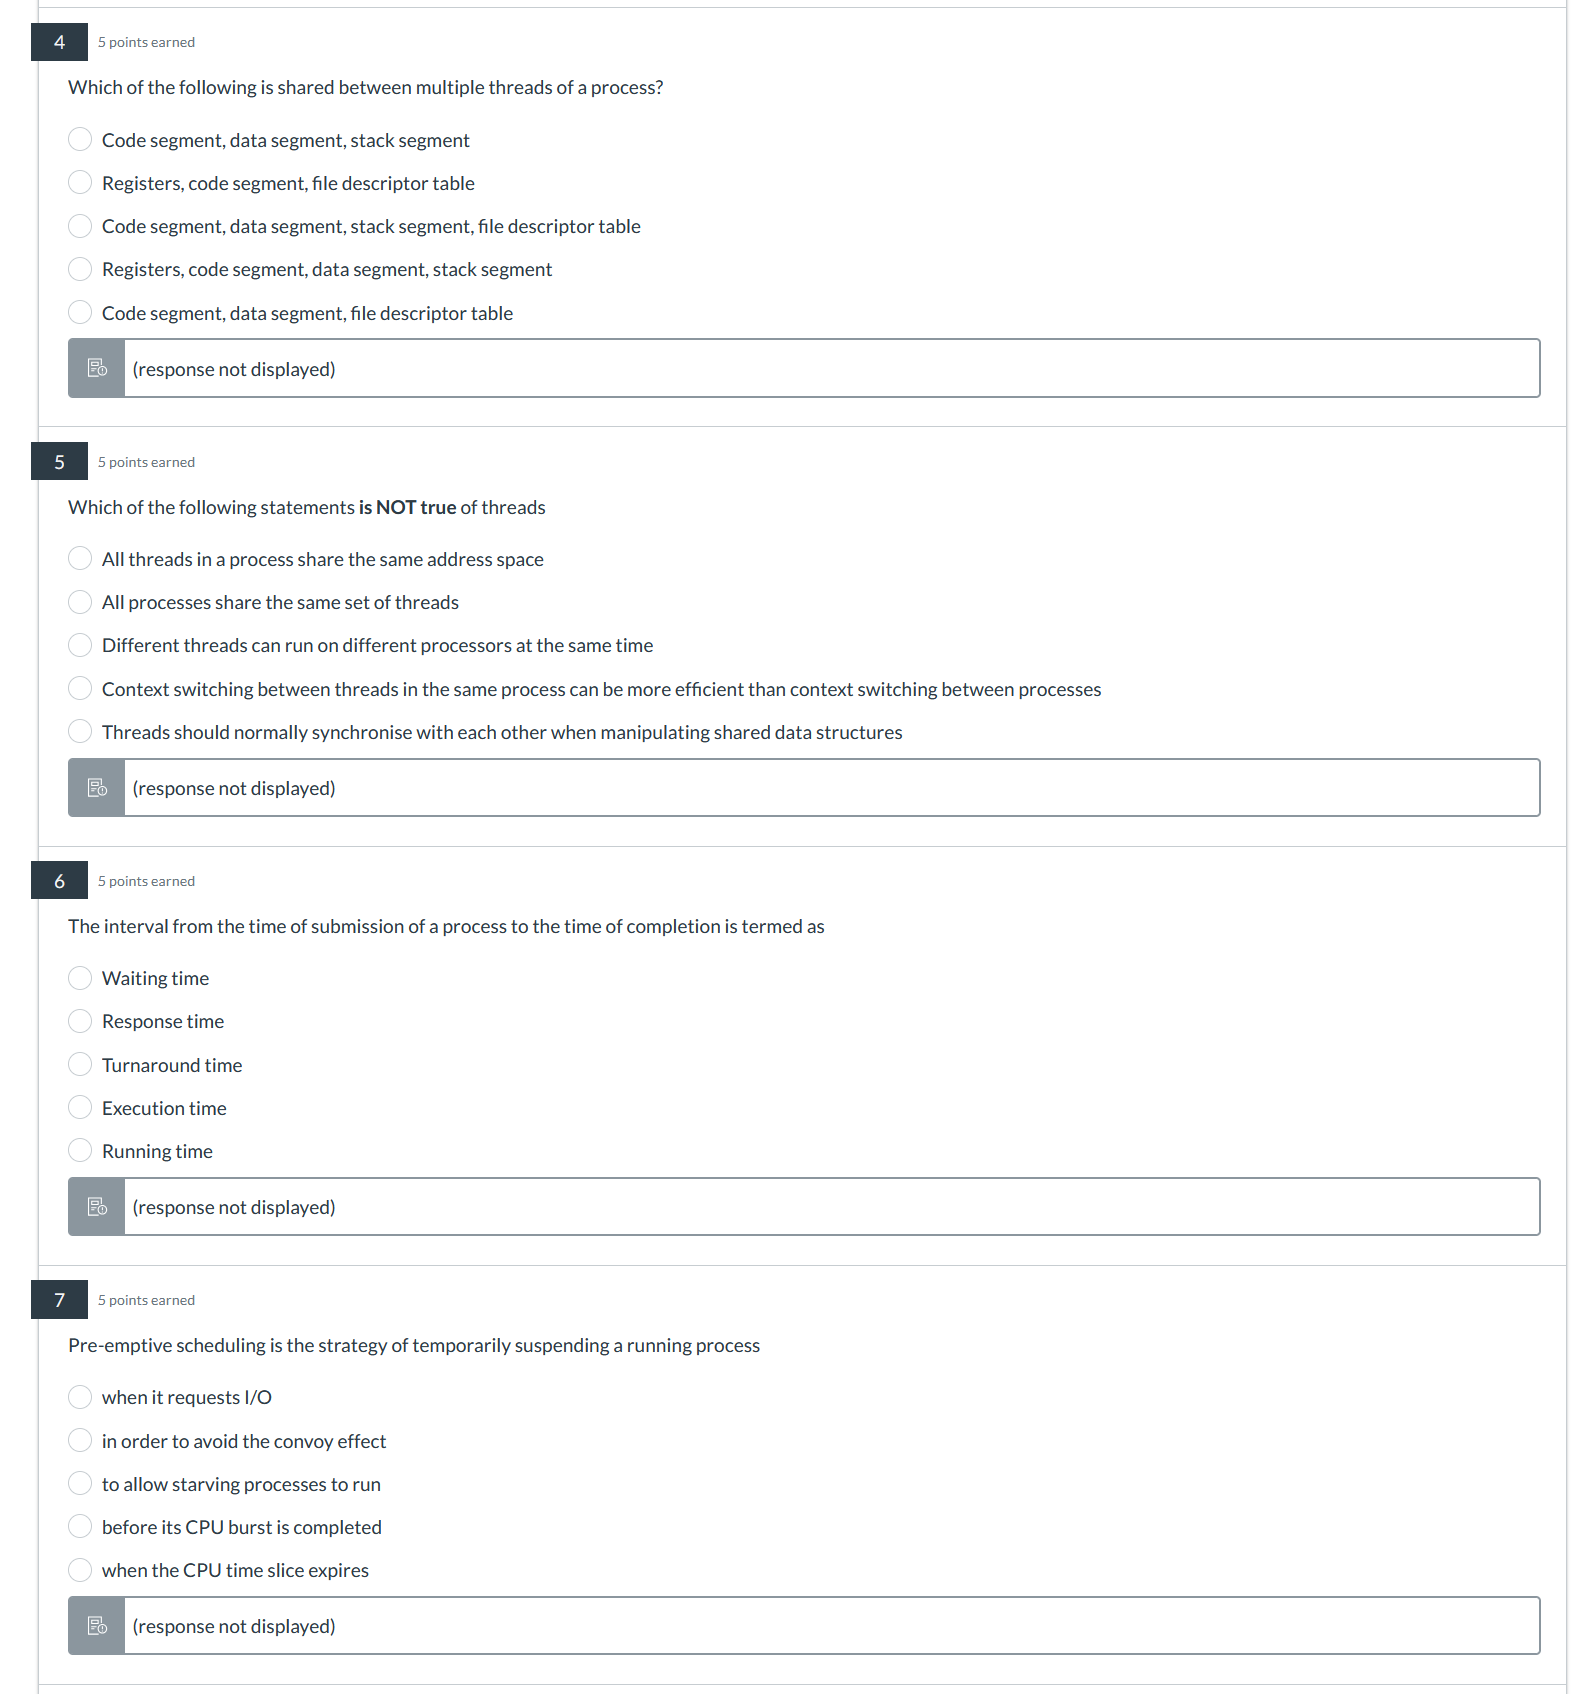 4
5 points earned
Which of the following is shared between multiple threads of a process?
Code segment, data segment, stack segment
Registers, code segment, file descriptor table
Code segment, data segment, stack segment, file descriptor table
Registers, code segment, data segment, stack segment
Code segment, data segment, file descriptor table
(response not displayed)
5
5 points earned
Which of the following statements is NOT true of threads
All threads in a process share the same address space
All processes share the same set of threads
Different threads can run on different processors at the same time
Context switching between threads in the same process can be more efficient than context switching between processes
Threads should normally synchronise with each other when manipulating shared data structures
(response not displayed)
6
5 points earned
The interval from the time of submission of a process to the time of completion is termed as
Waiting time
Response time
Turnaround time
Execution time
Running time
(response not displayed)
7
5 points earned
Pre-emptive scheduling is the strategy of temporarily suspending a running process
when it requests I/O
in order to avoid the convoy effect
to allow starving processes to run
before its CPU burst is completed
when the CPU time slice expires
(response not displayed)